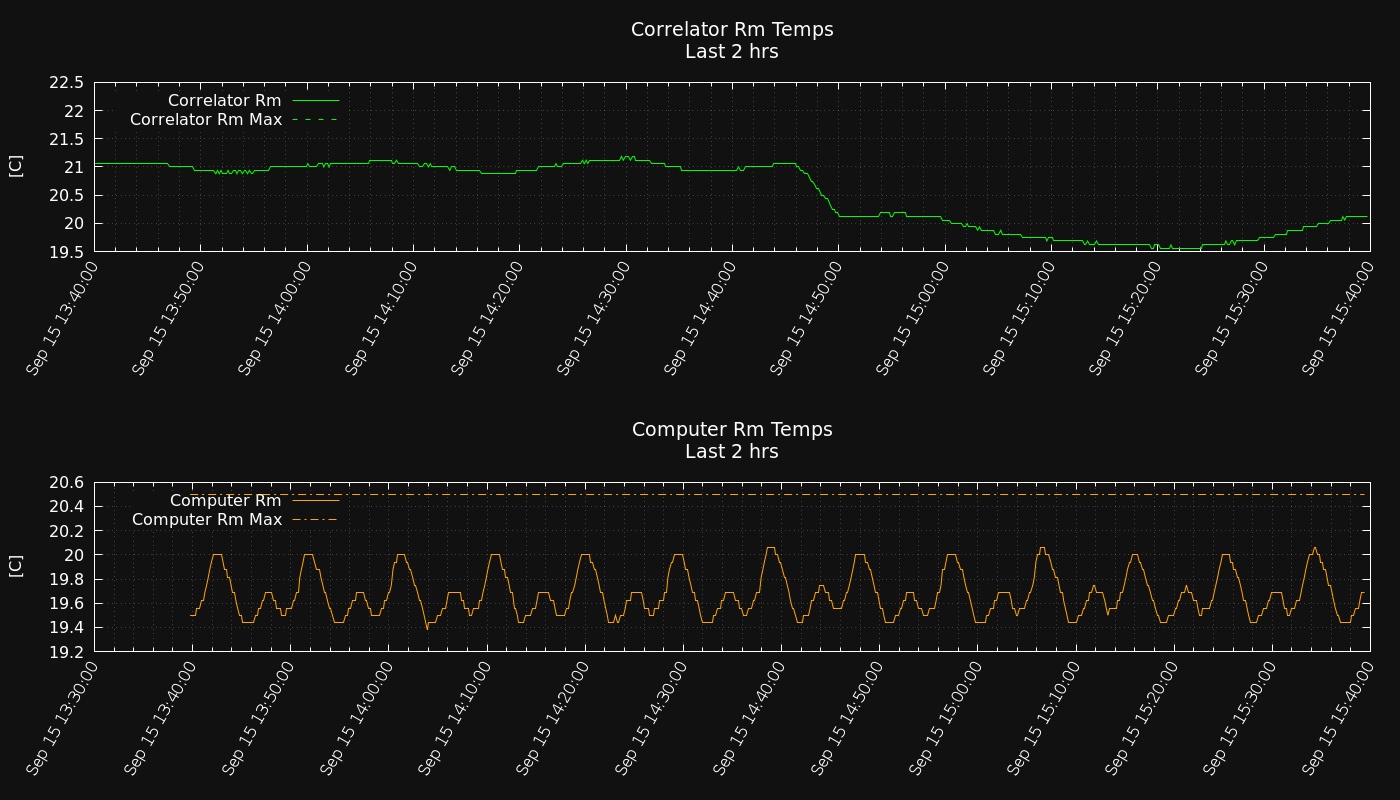 Correlator Rm Temps
Last 2 hrs
22.5
22
21.5
21
20.5
20
19.5
[C]
Correlator Rm
Correlator Rm Max
Sep 15 13:40:00
Sep 15 13:50:00
Sep 15 14:00:00
Sep 15 14:10:00
Sep 15 14:20:00
Sep 15 14:30:00
Sep 15 14:40:00
Sep 15 14:50:00
Sep 15 15:00:00
Sep 15 15:10:00
Sep 15 15:20:00
Sep 15 15:30:00
Sep 15 15:40:00
Computer Rm Temps
Last 2 hrs
20.6
20.4
20.2
20
19.8
19.6
19.4
19.2
[C]
Computer Rm
Computer Rm Max
Sep 15 13:30:00
Sep 15 13:40:00
Sep 15 13:50:00
Sep 15 14:00:00
Sep 15 14:10:00
Sep 15 14:20:00
Sep 15 14:30:00
Sep 15 14:40:00
Sep 15 14:50:00
Sep 15 15:00:00
Sep 15 15:10:00
Sep 15 15:20:00
Sep 15 15:30:00
Sep 15 15:40:00